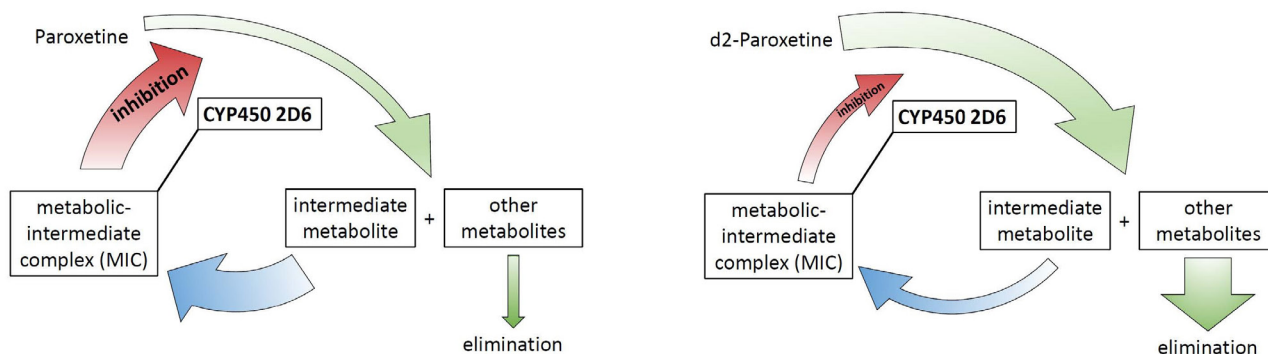 Paroxetine
inhibition
CYP450 2D6
metabolic-
intermediate
complex (MIC)
intermediate
metabolite
+
other
metabolites
elimination
d2-Paroxetine
inhibition
CYP450 2D6
metabolic-
intermediate
complex (MIC)
intermediate
metabolite
+
other
metabolites
elimination